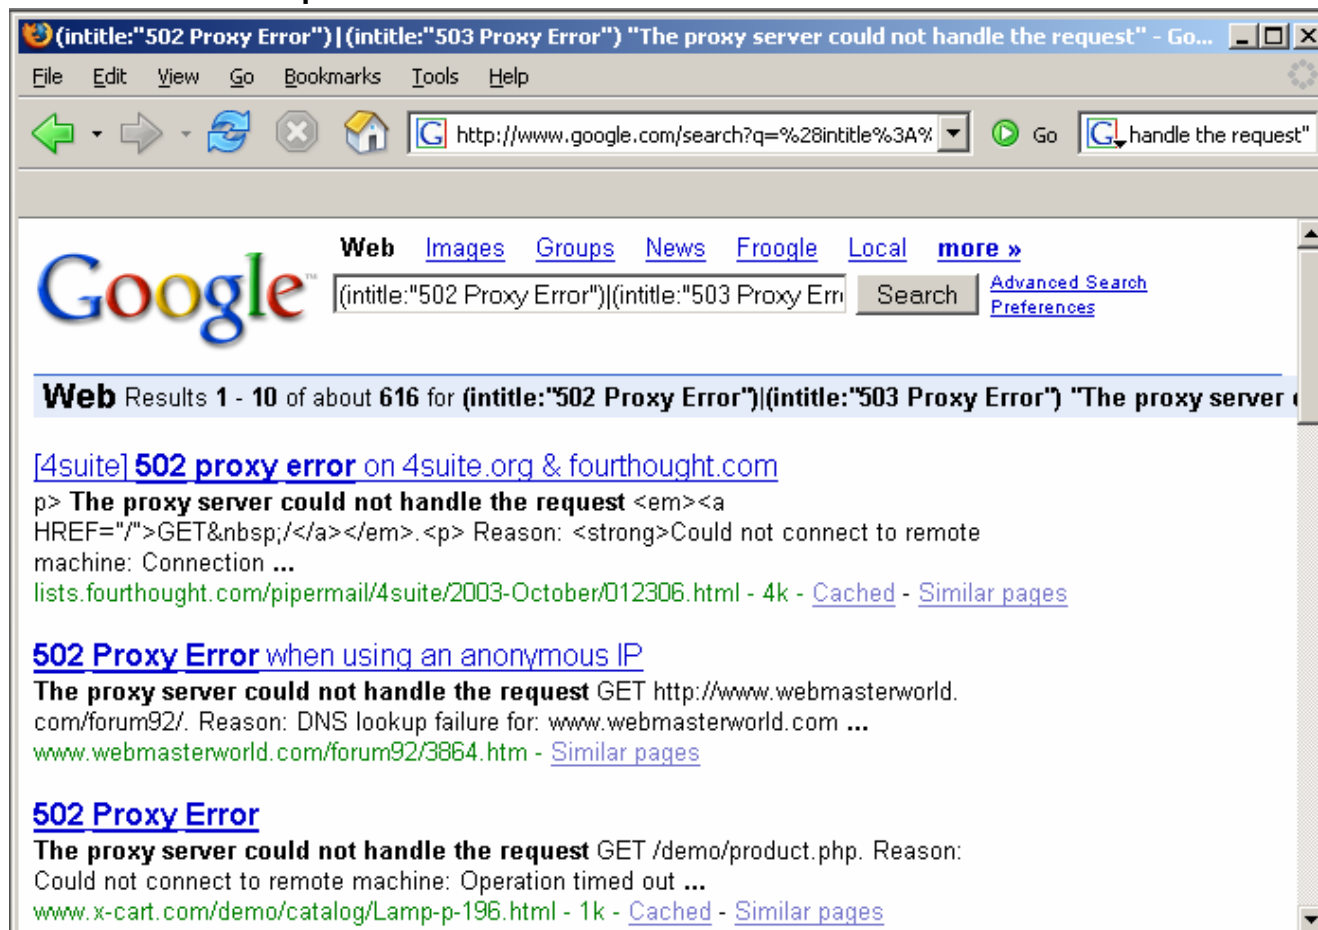 (intitle:"502 Proxy Error")|(intitle:"503 Proxy Error") "The proxy server could not handle the request" - Go...
File Edit View Go Bookmarks Tools Help
http://www.google.com/search?q=%28intitle%3A% Go handle the request"
Web Images Groups News Froogle Local more »
Google™ (intitle:"502 Proxy Error")|(intitle:"503 Proxy Erro Search Advanced Search
Preferences
Web Results 1 - 10 of about 616 for (intitle:"502 Proxy Error")|(intitle:"503 Proxy Error") "The proxy server
[4suite] 502 proxy error on 4suite.org & fourthought.com
p> The proxy server could not handle the request <em><a
HREF="/">GET&nbsp;/</a></em>.<p> Reason: <strong>Could not connect to remote
machine: Connection ...
lists.fourthought.com/pipermail/4suite/2003-October/012306.html - 4k - Cached - Similar pages
502 Proxy Error when using an anonymous IP
The proxy server could not handle the request GET http://www.webmasterworld.
com/forum92/. Reason: DNS lookup failure for: www.webmasterworld.com ...
www.webmasterworld.com/forum92/3864.htm - Similar pages
502 Proxy Error
The proxy server could not handle the request GET /demo/product.php. Reason:
Could not connect to remote machine: Operation timed out ...
www.x-cart.com/demo/catalog/Lamp-p-196.html - 1k - Cached - Similar pages